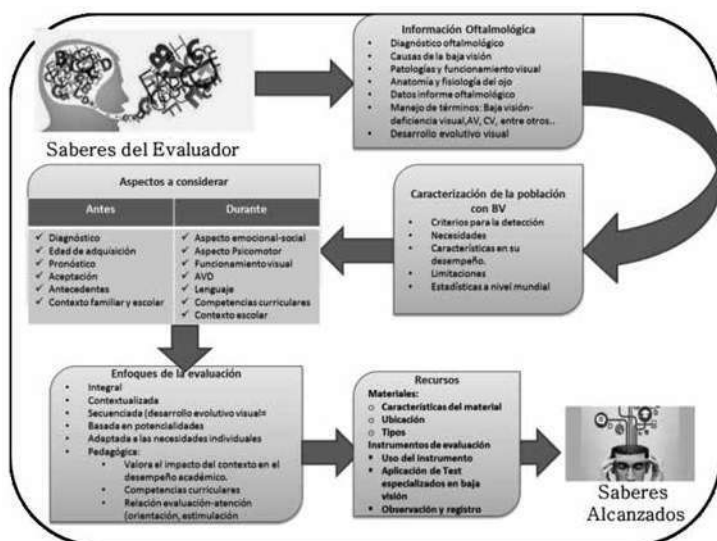 Saberes del Evaluador
Información Oftalmológica
• Diagnóstico oftalmológico
• Causas de la baja visión
• Patologías y funcionamiento visual
• Anatomía y fisiología del ojo
• Datos informe oftalmológico
• Manejo de términos: Baja visión-
deficiencia visual,AV, CV, entre otros..
• Desarrollo evolutivo visual
Caracterización de la población
con BV
• Criterios para la detección
• Necesidades
• Características en su
desempeño.
• Limitaciones
• Estadísticas a nivel mundial
Aspectos a considerar
Antes
✓ Diagnóstico
✓ Edad de adquisición
✓ Pronóstico
✓ Aceptación
✓ Antecedentes
✓ Contexto familiar y escolar
Durante
✓ Aspecto emocional-social
✓ Aspecto Psicomotor
✓ Funcionamiento visual
✓ AVD
✓ Lenguaje
✓ Competencias curriculares
✓ Contexto escolar
Enfoques de la evaluación
• Integral
• Contextualizada
• Secuenciada (desarrollo evolutivo visual=
• Basada en potencialidades
• Adaptada a las necesidades individuales
• Pedagógica:
• Valora el impacto del contexto en el
desempeño académico.
• Competencias curriculares
• Relación evaluación-atención
(orientación, estimulación
Recursos
Materiales:
o Características del material
o Ubicación
o Tipos
Instrumentos de evaluación
▪ Uso del instrumento
▪ Aplicación de Test
especializados en baja
visión
▪ Observación y registro
Saberes
Alcanzados